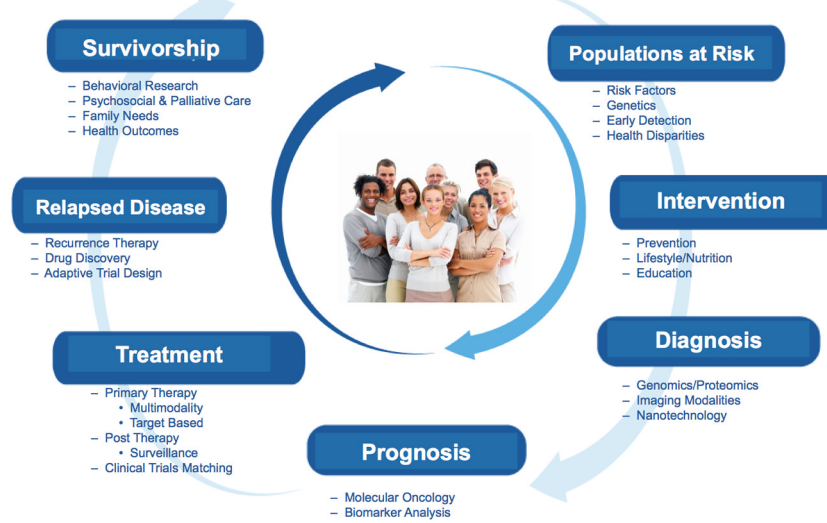 Survivorship
– Behavioral Research
– Psychosocial & Palliative Care
– Family Needs
– Health Outcomes
Populations at Risk
– Risk Factors
– Genetics
– Early Detection
– Health Disparities
Relapsed Disease
– Recurrence Therapy
– Drug Discovery
– Adaptive Trial Design
Intervention
– Prevention
– Lifestyle/Nutrition
– Education
Treatment
– Primary Therapy
• Multimodality
• Target Based
– Post Therapy
• Surveillance
– Clinical Trials Matching
Diagnosis
– Genomics/Proteomics
– Imaging Modalities
– Nanotechnology
Prognosis
– Molecular Oncology
– Biomarker Analysis